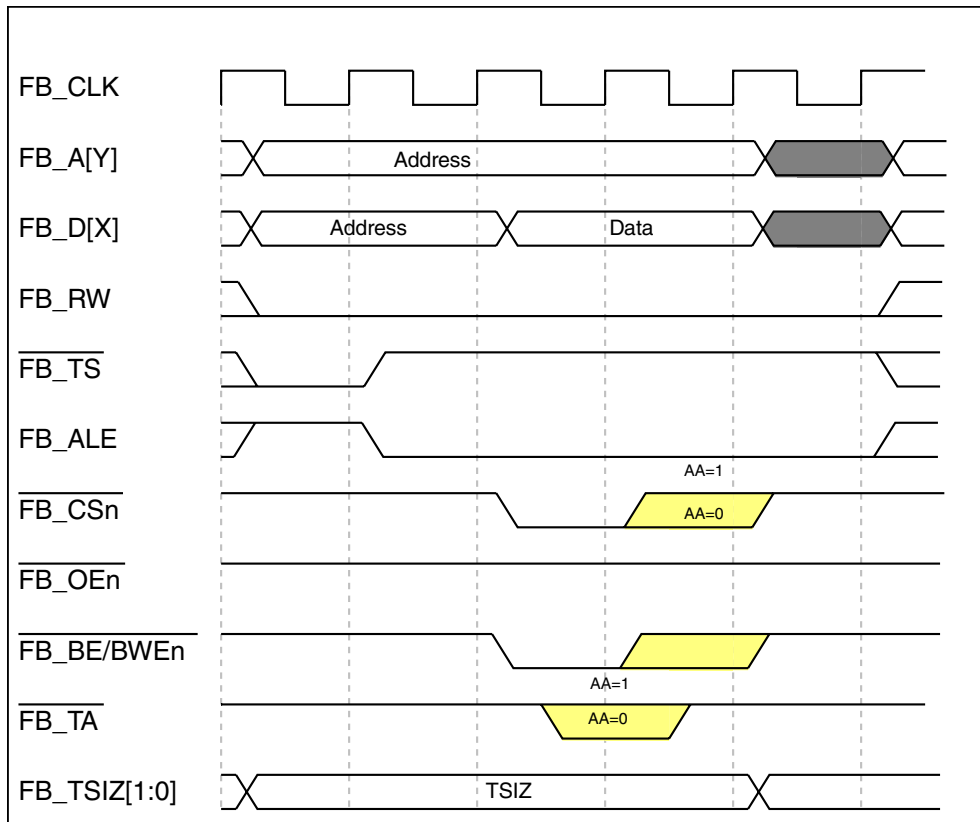 FB_CLK
FB_A[Y]
Address
FB_D[X]
Address
Data
FB_RW
FB_TS
FB_ALE
AA=1
FB_CSn
AA=0
FB_OEn
FB_BE/BWEn
AA=1
FB_TA
AA=0
FB_TSIZ[1:0]
TSIZ